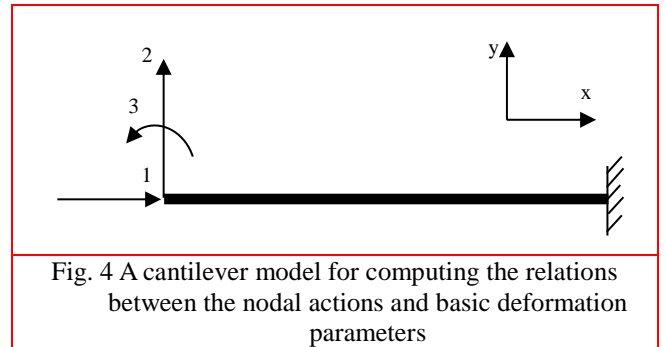 2
y
3
x
1
Fig. 4 A cantilever model for computing the relations
between the nodal actions and basic deformation
parameters